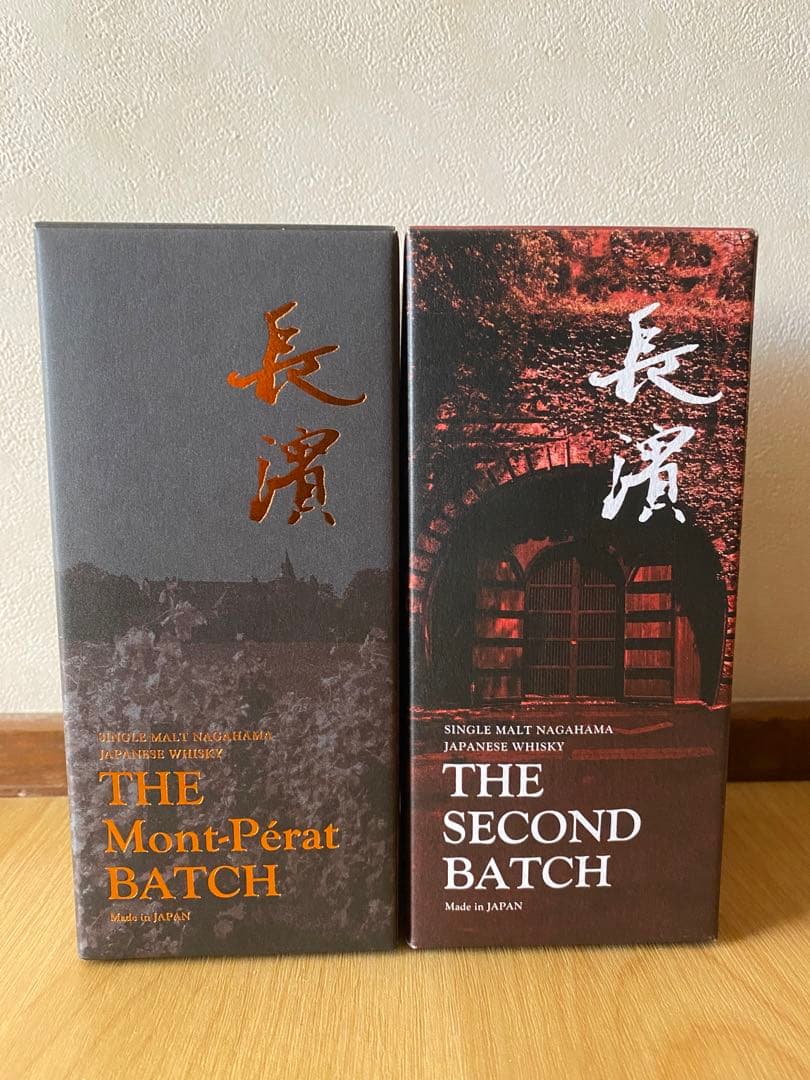 長濱
SINGLE MALT NAGAHAMA
JAPANESE WHISKY
THE
Mont-Pérat
BATCH
Made in JAPAN
長濱
SINGLE MALT NAGAHAMA
JAPANESE WHISKY
THE
SECOND
BATCH
Made in JAPAN